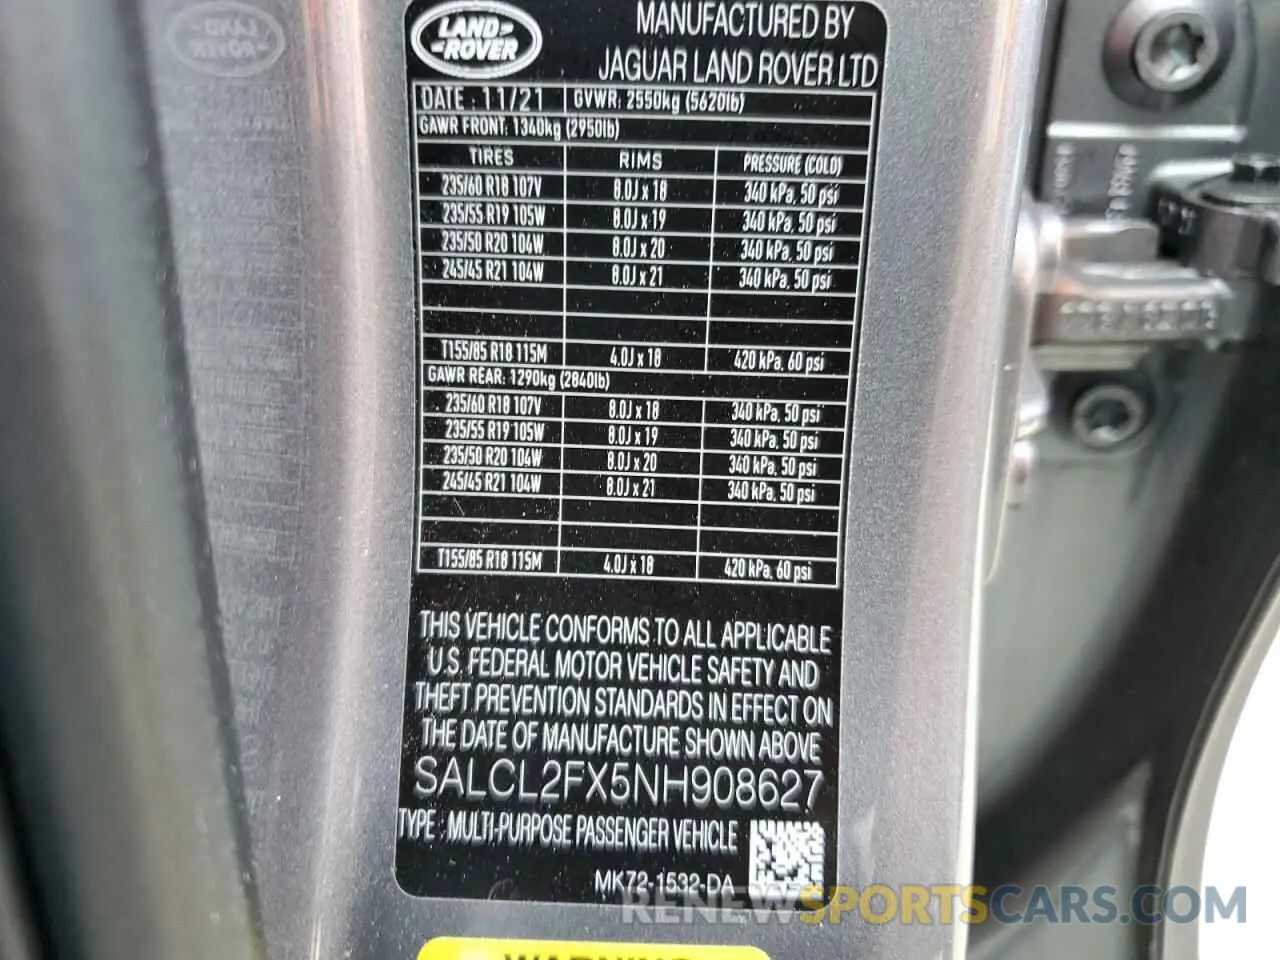 LAND ROVER
MANUFACTURED BY
JAGUAR LAND ROVER LTD
DATE : 11/21 GVWR: 2550kg (5620lb)
GAWR FRONT: 1340kg (2950lb)
TIRES RIMS PRESSURE (COLD)
235/60 R18 107V 8.0J x 18 340 kPa, 50 psi
235/55 R19 105W 8.0J x 19 340 kPa, 50 psi
235/50 R20 104W 8.0J x 20 340 kPa, 50 psi
245/45 R21 104W 8.0J x 21 340 kPa, 50 psi
T155/85 R18 115M 4.0J x 18 420 kPa, 60 psi
GAWR REAR: 1290kg (2840lb)
235/60 R18 107V 8.0J x 18 340 kPa, 50 psi
235/55 R19 105W 8.0J x 19 340 kPa, 50 psi
235/50 R20 104W 8.0J x 20 340 kPa, 50 psi
245/45 R21 104W 8.0J x 21 340 kPa, 50 psi
T155/85 R18 115M 4.0J x 18 420 kPa, 60 psi
THIS VEHICLE CONFORMS TO ALL APPLICABLE
U.S. FEDERAL MOTOR VEHICLE SAFETY AND
THEFT PREVENTION STANDARDS IN EFFECT ON
THE DATE OF MANUFACTURE SHOWN ABOVE
SALCL2FX5NH908627
TYPE : MULTI-PURPOSE PASSENGER VEHICLE
MK72-1532-DA
RENEWSPORTSCARS.COM
WARNING